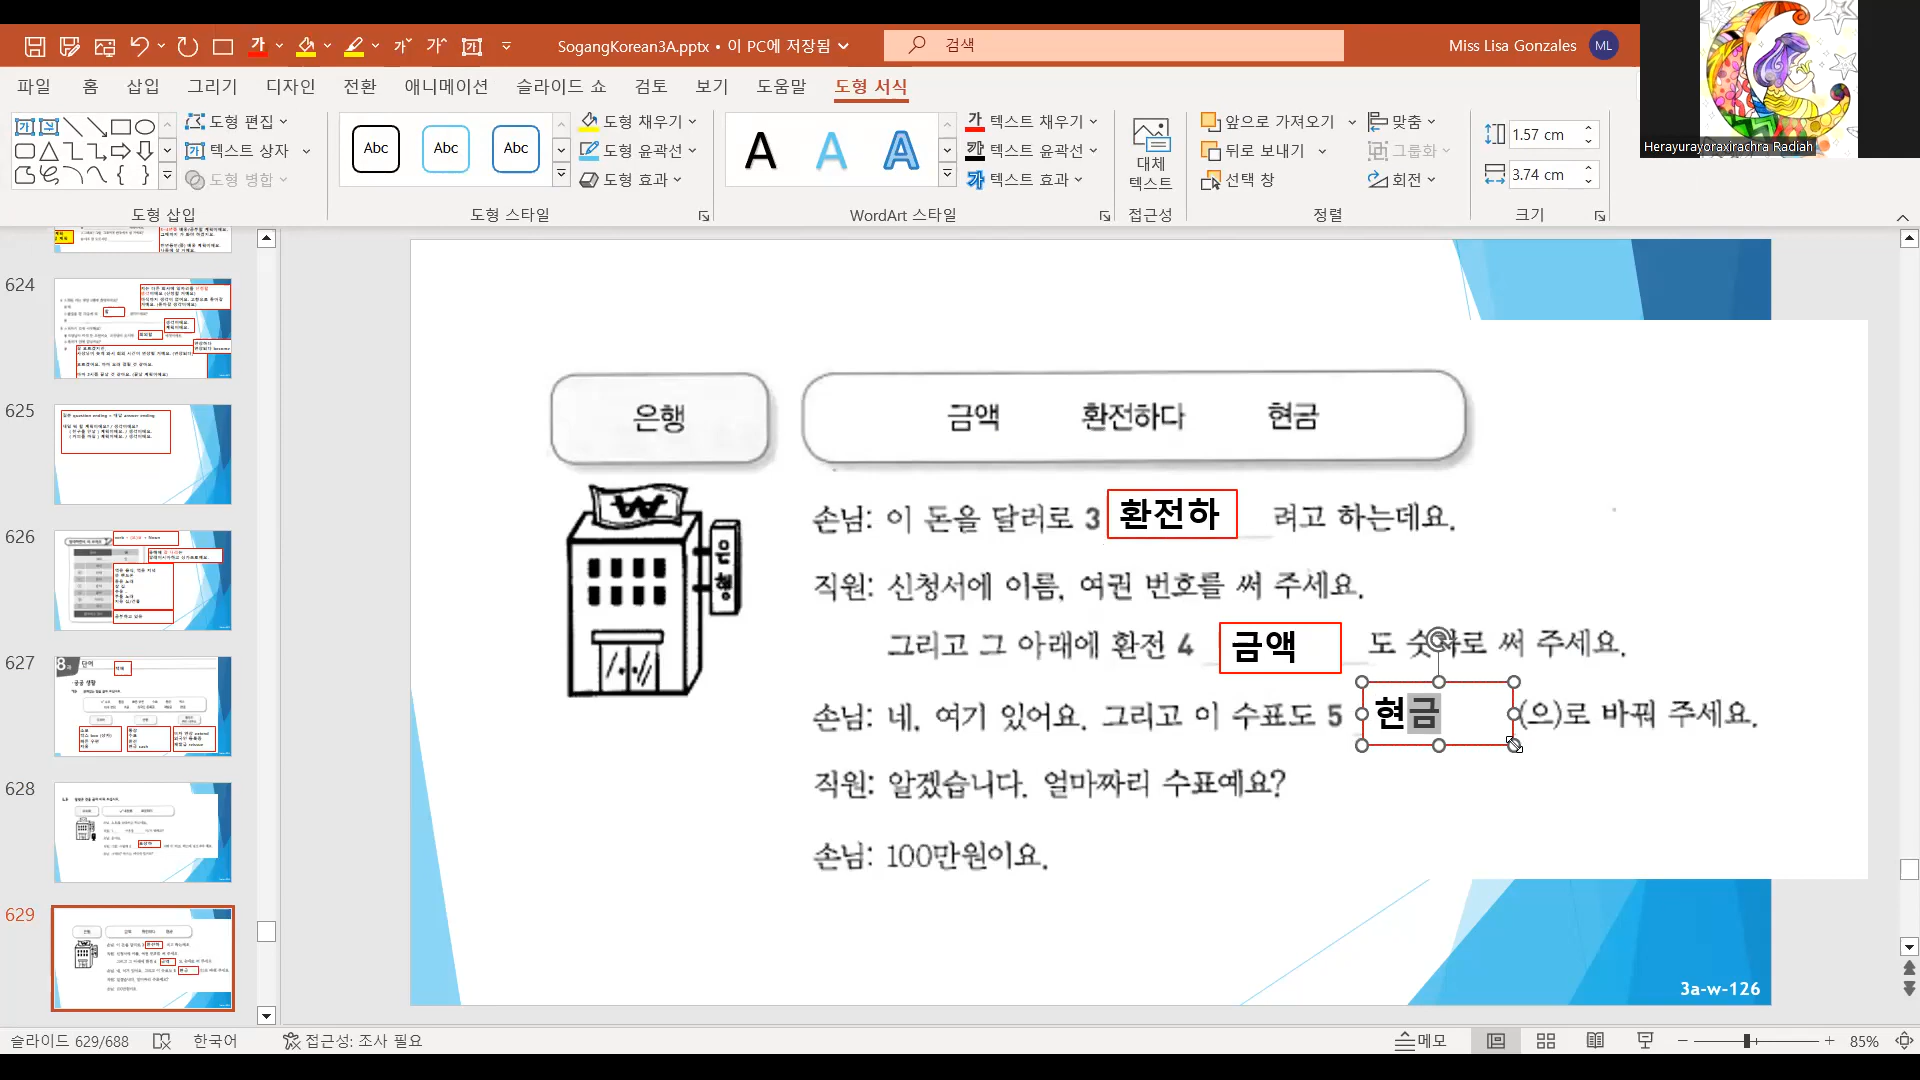 SogangKorean3A.pptx • 이 PC에 저장됨
검색
Miss Lisa Gonzales
ML
파일 홈 삽입 그리기 디자인 전환 애니메이션 슬라이드 쇼 검토 보기 도움말 도형 서식
도형 편집
텍스트 상자
도형 병합
도형 삽입
Abc Abc Abc
도형 채우기
도형 윤곽선
도형 효과
도형 스타일
A A A
텍스트 채우기
텍스트 윤곽선
텍스트 효과
WordArt 스타일
대체
텍스트
접근성
앞으로 가져오기
뒤로 보내기
선택 창
맞춤
그룹화
회전
정렬
1.57 cm
3.74 cm
크기
Herayurayoraxirachra Radiah
624
625
626
627
628
629
은행
금액 환전하다 현금
은행
손님: 이 돈을 달러로 3 환전하 려고 하는데요.
직원: 신청서에 이름, 여권 번호를 써 주세요.
그리고 그 아래에 환전 4 금액 도 숫자로 써 주세요.
손님: 네, 여기 있어요. 그리고 이 수표도 5 현금 (으)로 바꿔 주세요.
직원: 알겠습니다. 얼마짜리 수표예요?
손님: 100만원이요.
3a-w-126
슬라이드 629/688 한국어 접근성: 조사 필요 메모 85%